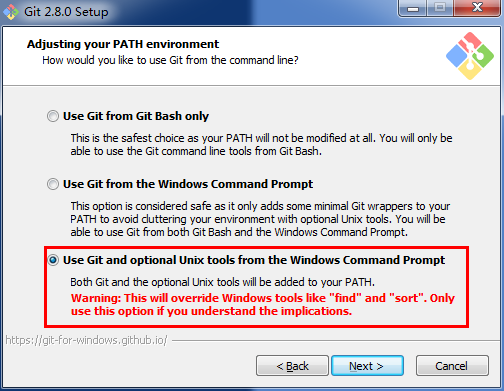 Git 2.8.0 Setup
Adjusting your PATH environment
How would you like to use Git from the command line?
Use Git from Git Bash only
This is the safest choice as your PATH will not be modified at all. You will only be
able to use the Git command line tools from Git Bash.
Use Git from the Windows Command Prompt
This option is considered safe as it only adds some minimal Git wrappers to your
PATH to avoid cluttering your environment with optional Unix tools. You will be
able to use Git from both Git Bash and the Windows Command Prompt.
Use Git and optional Unix tools from the Windows Command Prompt
Both Git and the optional Unix tools will be added to your PATH.
Warning: This will override Windows tools like "find" and "sort". Only
use this option if you understand the implications.
https://git-for-windows.github.io/
< Back
Next >
Cancel